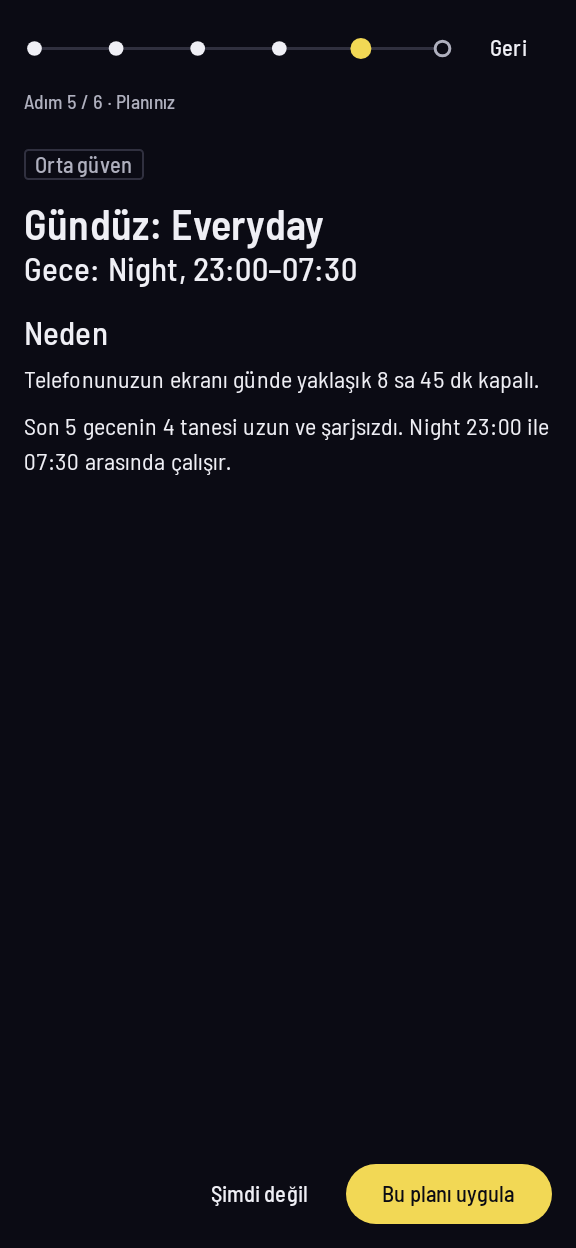 Geri
Adım 5 / 6 · Planınız
Orta güven
Gündüz: Everyday
Gece: Night, 23:00–07:30
Neden
Telefonunuzun ekranı günde yaklaşık 8 sa 45 dk kapalı.
Son 5 gecenin 4 tanesi uzun ve şarjsızdı. Night 23:00 ile
07:30 arasında çalışır.
Şimdi değil
Bu planı uygula